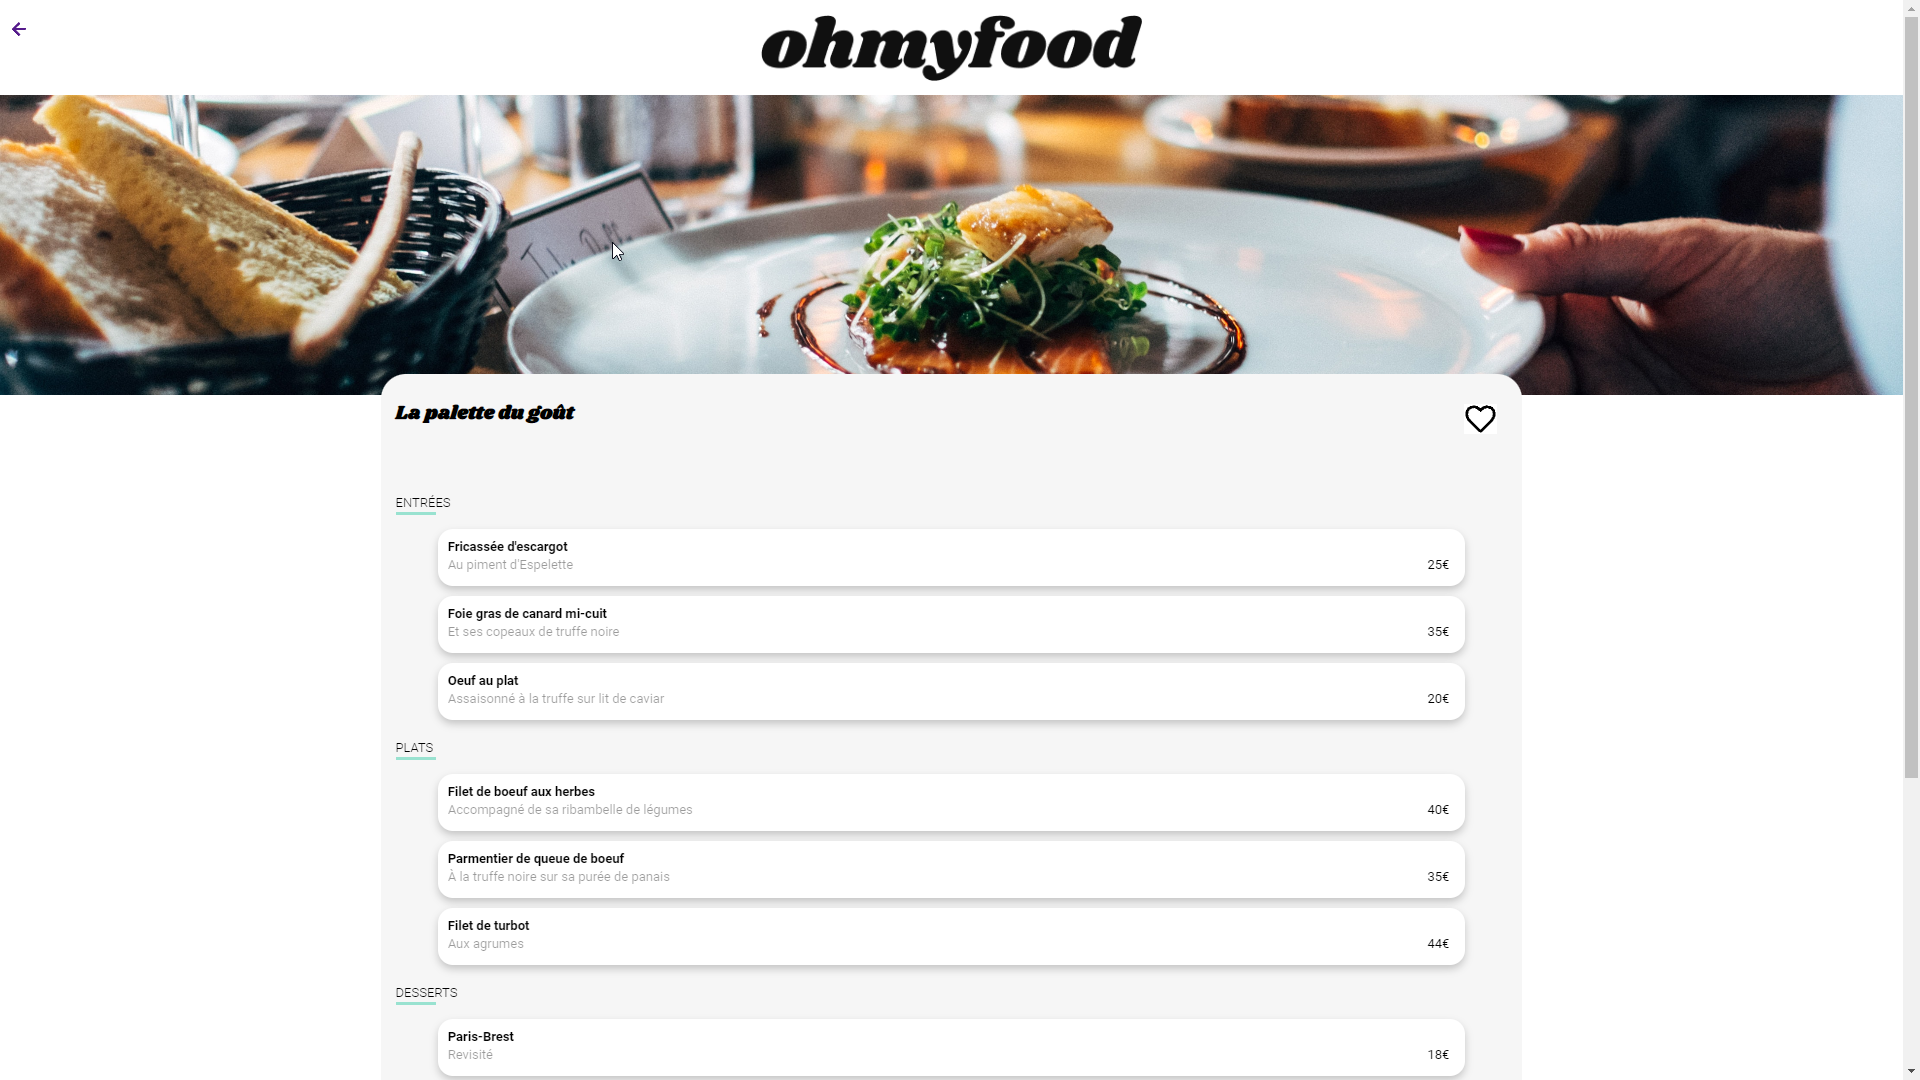 ohmyfood
La palette du goût
ENTRÉES
Fricassée d'escargot
Au piment d'Espelette
25€
Foie gras de canard mi-cuit
Et ses copeaux de truffe noire
35€
Oeuf au plat
Assaisonné à la truffe sur lit de caviar
20€
PLATS
Filet de boeuf aux herbes
Accompagné de sa ribambelle de légumes
40€
Parmentier de queue de boeuf
À la truffe noire sur sa purée de panais
35€
Filet de turbot
Aux agrumes
44€
DESSERTS
Paris-Brest
Revisité
18€